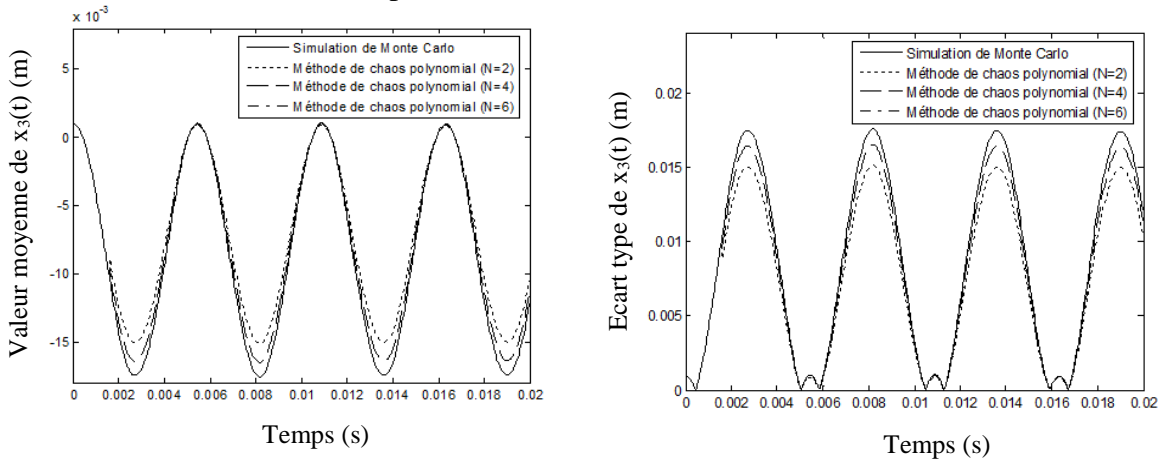 x 10⁻³
5
0
-5
-10
-15
0 0.002 0.004 0.006 0.008 0.01 0.012 0.014 0.016 0.018 0.02
Valeur moyenne de x₃(t) (m)
Temps (s)
Simulation de Monte Carlo
Méthode de chaos polynomial (N=2)
Méthode de chaos polynomial (N=4)
Méthode de chaos polynomial (N=6)
0.02
0.015
0.01
0.005
0
0 0.002 0.004 0.006 0.008 0.01 0.012 0.014 0.016 0.018 0.02
Ecart type de x₃(t) (m)
Temps (s)
Simulation de Monte Carlo
Méthode de chaos polynomial (N=2)
Méthode de chaos polynomial (N=4)
Méthode de chaos polynomial (N=6)